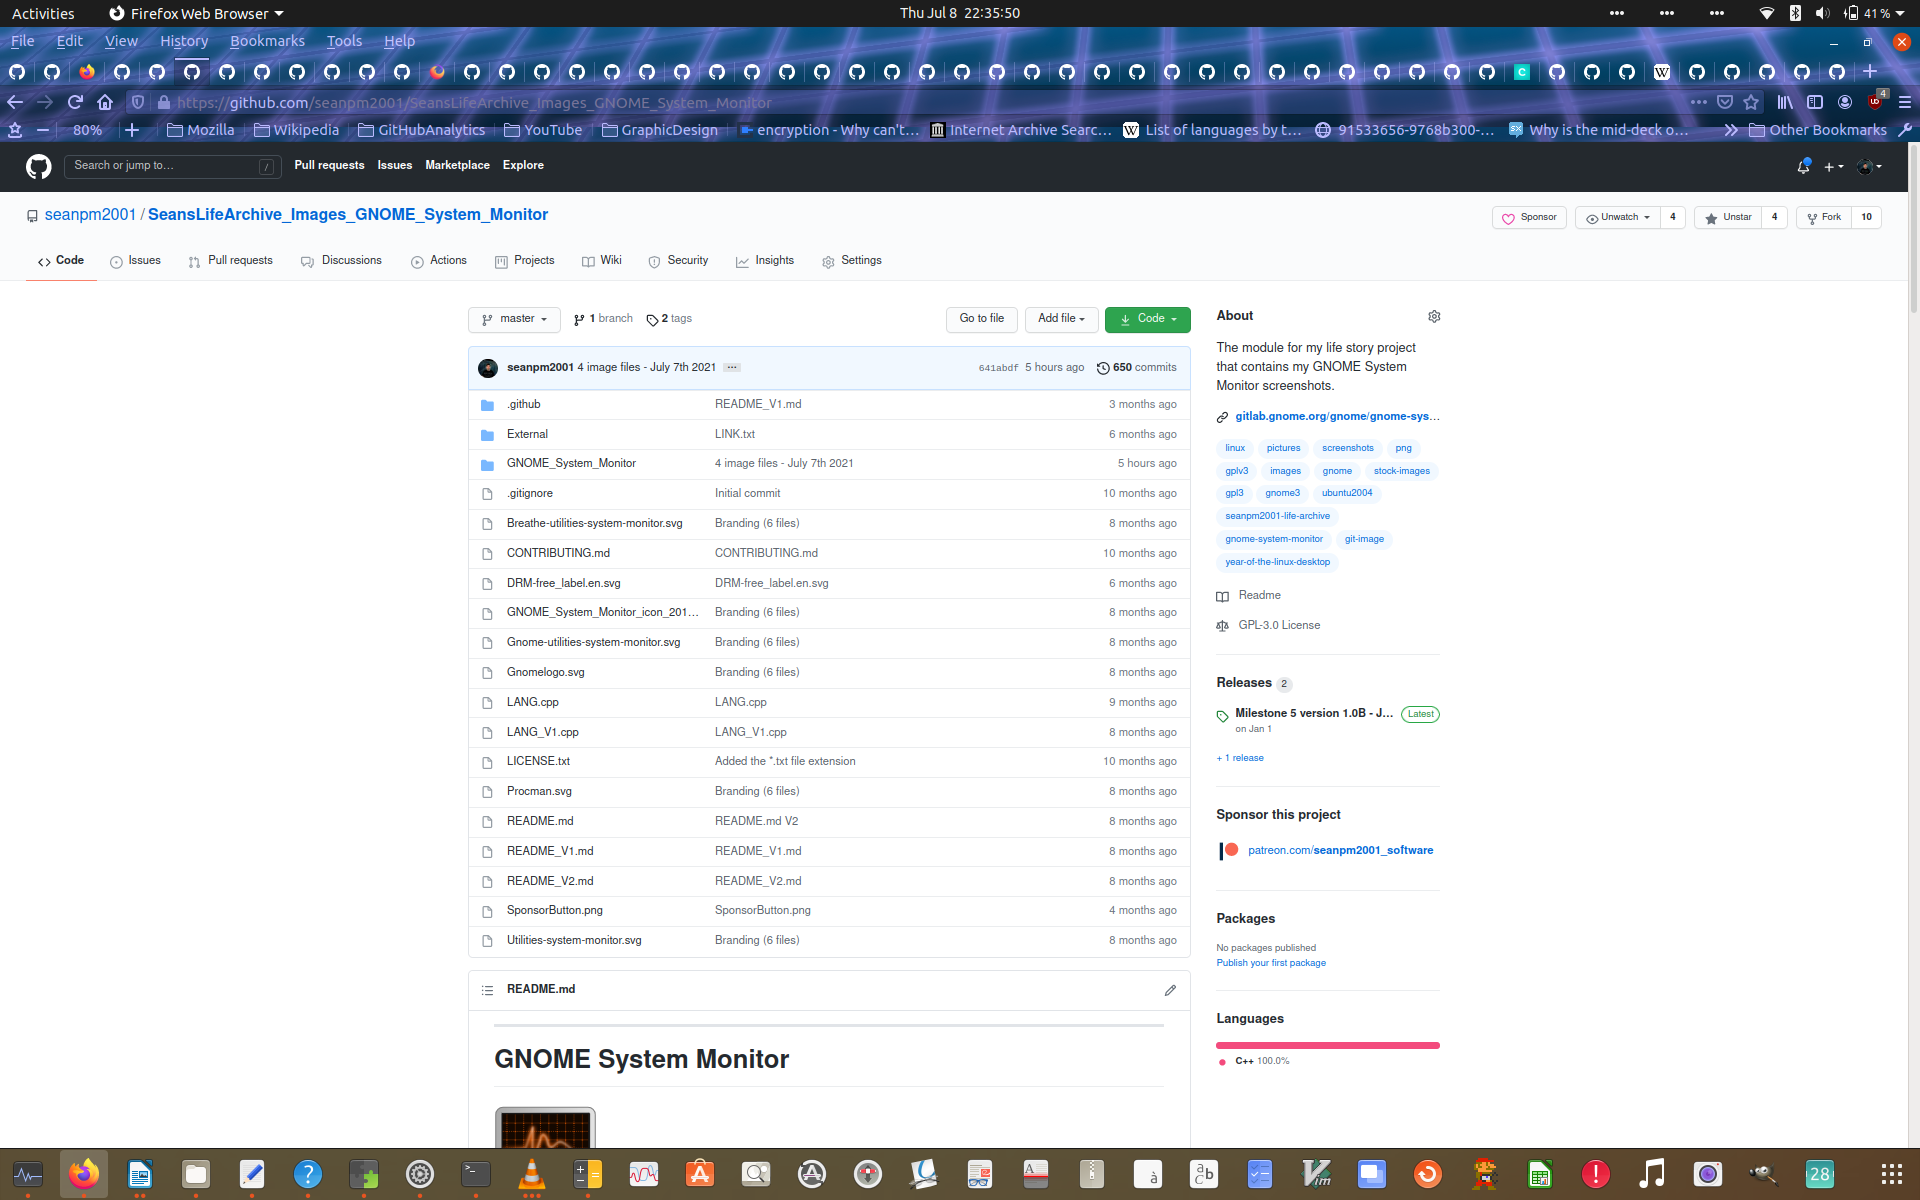 Activities Firefox Web Browser Thu Jul 8 22:35:50 41 %
File Edit View History Bookmarks Tools Help
https://github.com/seanpm2001/SeansLifeArchive_Images_GNOME_System_Monitor 4
80% Mozilla Wikipedia GitHubAnalytics YouTube GraphicDesign encryption - Why can't… Internet Archive Searc… List of languages by t… 91533656-9768b300-… Why is the mid-deck o… Other Bookmarks
Search or jump to… / Pull requests Issues Marketplace Explore
seanpm2001 / SeansLifeArchive_Images_GNOME_System_Monitor Sponsor Unwatch 4 Unstar 4 Fork 10
Code Issues Pull requests Discussions Actions Projects Wiki Security Insights Settings
master 1 branch 2 tags Go to file Add file Code
seanpm2001 4 image files - July 7th 2021 … 641abdf 5 hours ago 650 commits
.github README_V1.md 3 months ago
External LINK.txt 6 months ago
GNOME_System_Monitor 4 image files - July 7th 2021 5 hours ago
.gitignore Initial commit 10 months ago
Breathe-utilities-system-monitor.svg Branding (6 files) 8 months ago
CONTRIBUTING.md CONTRIBUTING.md 10 months ago
DRM-free_label.en.svg DRM-free_label.en.svg 6 months ago
GNOME_System_Monitor_icon_201… Branding (6 files) 8 months ago
Gnome-utilities-system-monitor.svg Branding (6 files) 8 months ago
Gnomelogo.svg Branding (6 files) 8 months ago
LANG.cpp LANG.cpp 9 months ago
LANG_V1.cpp LANG_V1.cpp 8 months ago
LICENSE.txt Added the *.txt file extension 10 months ago
Procman.svg Branding (6 files) 8 months ago
README.md README.md V2 8 months ago
README_V1.md README_V1.md 8 months ago
README_V2.md README_V2.md 8 months ago
SponsorButton.png SponsorButton.png 4 months ago
Utilities-system-monitor.svg Branding (6 files) 8 months ago
README.md
GNOME System Monitor
About
The module for my life story project
that contains my GNOME System
Monitor screenshots.
gitlab.gnome.org/gnome/gnome-sys…
linux pictures screenshots png
gplv3 images gnome stock-images
gpl3 gnome3 ubuntu2004
seanpm2001-life-archive
gnome-system-monitor git-image
year-of-the-linux-desktop
Readme
GPL-3.0 License
Releases 2
Milestone 5 version 1.0B - J… Latest
on Jan 1
+ 1 release
Sponsor this project
patreon.com/seanpm2001_software
Packages
No packages published
Publish your first package
Languages
C++ 100.0%
28